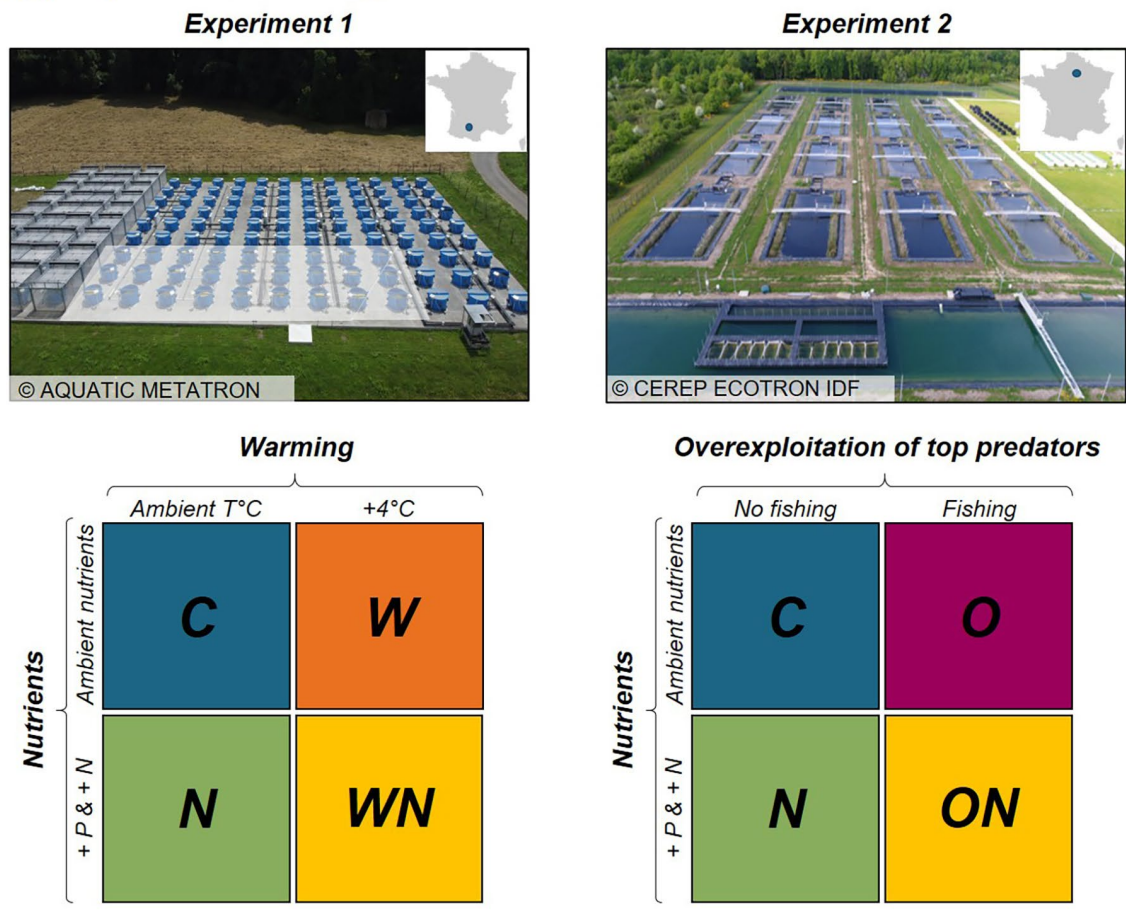 Experiment 1
Experiment 2
© AQUATIC METATRON
© CEREP ECOTRON IDF
Warming
Ambient T°C
+4°C
Nutrients
Ambient nutrients
+ P & + N
C
W
N
WN
Overexploitation of top predators
No fishing
Fishing
Nutrients
Ambient nutrients
+ P & + N
C
O
N
ON